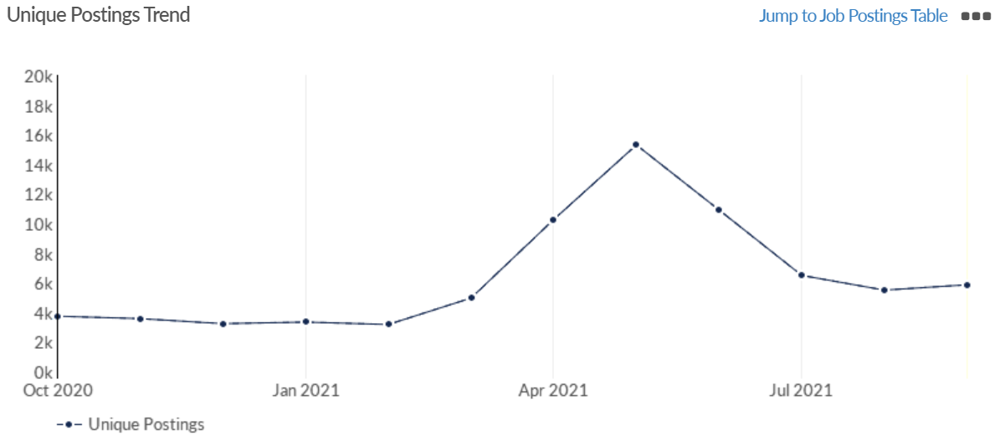 Unique Postings Trend
Jump to Job Postings Table
20k
18k
16k
14k
12k
10k
8k
6k
4k
2k
0k
Oct 2020
Jan 2021
Apr 2021
Jul 2021
Unique Postings